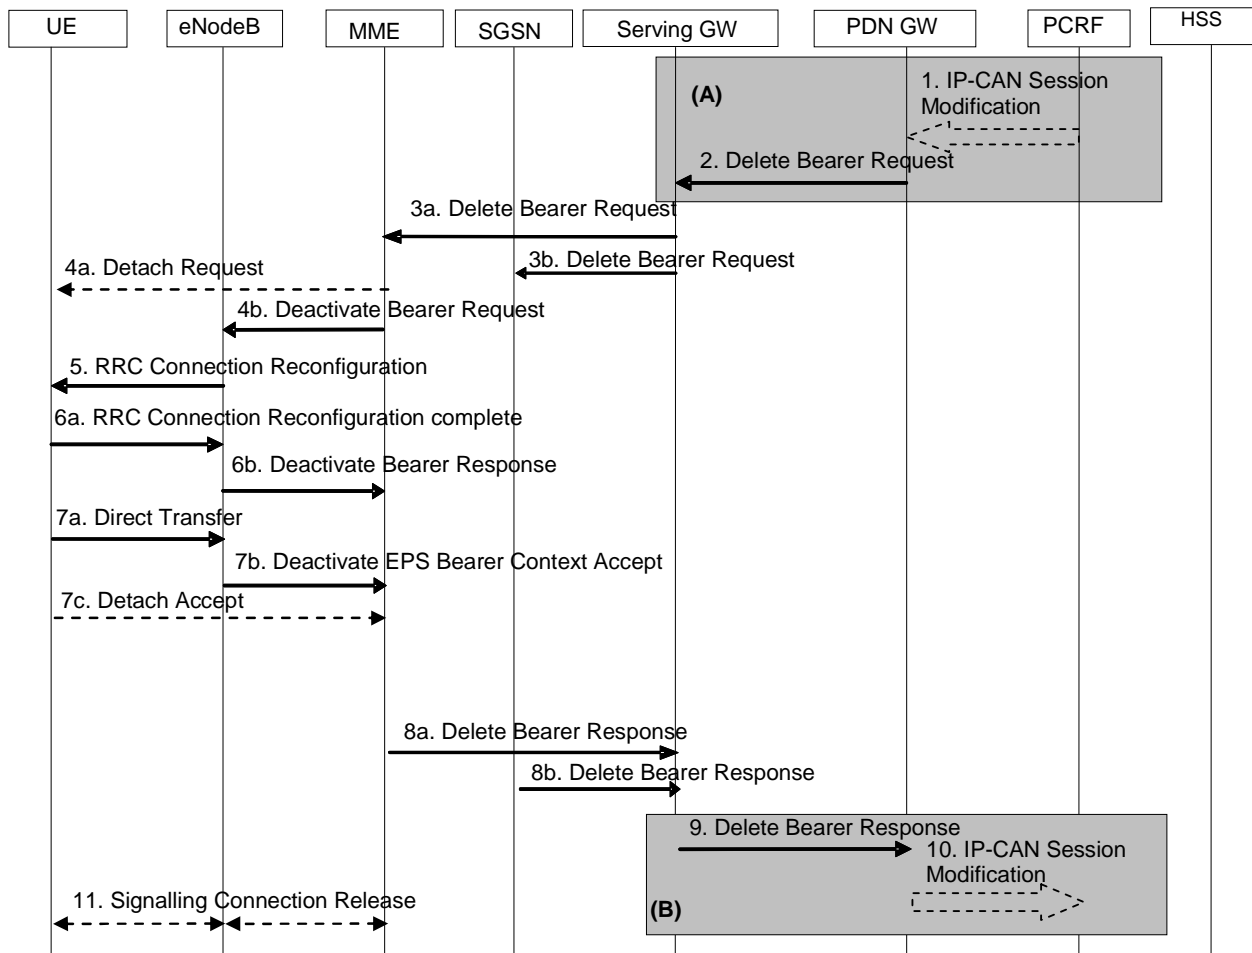 UE
eNodeB
MME
SGSN
Serving GW
PDN GW
PCRF
HSS
(A)
1. IP-CAN Session
Modification
2. Delete Bearer Request
3a. Delete Bearer Request
3b. Delete Bearer Request
4a. Detach Request
4b. Deactivate Bearer Request
5. RRC Connection Reconfiguration
6a. RRC Connection Reconfiguration complete
6b. Deactivate Bearer Response
7a. Direct Transfer
7b. Deactivate EPS Bearer Context Accept
7c. Detach Accept
8a. Delete Bearer Response
8b. Delete Bearer Response
9. Delete Bearer Response
10. IP-CAN Session
Modification
11. Signalling Connection Release
(B)